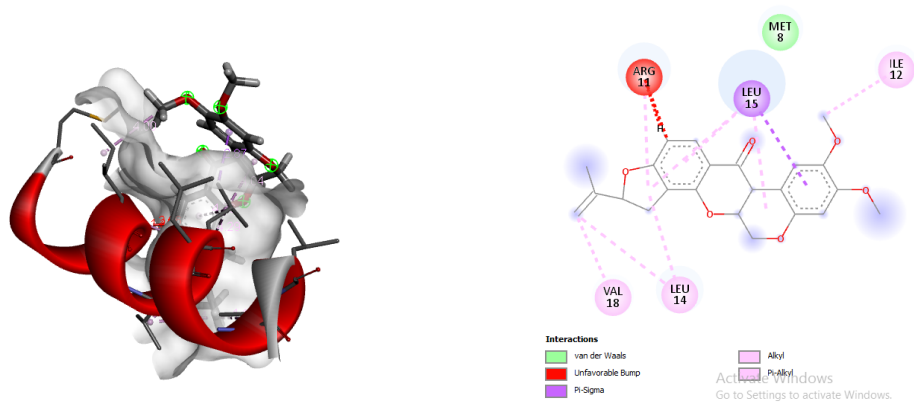 MET
8
ILE
12
ARG
11
LEU
15
H
VAL
18
LEU
14
Interactions
van der Waals
Unfavorable Bump
Pi-Sigma
Alkyl
Pi-Alkyl
Activate Windows
Go to Settings to activate Windows.